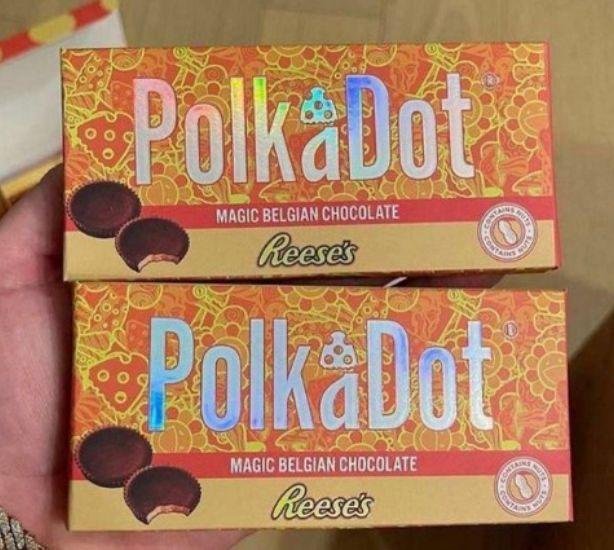 PolkaDot
MAGIC BELGIAN CHOCOLATE
Reese's
CONTAINS NUTS
CONTAINS NUTS
PolkaDot
MAGIC BELGIAN CHOCOLATE
Reese's
CONTAINS NUTS
CONTAINS NUTS